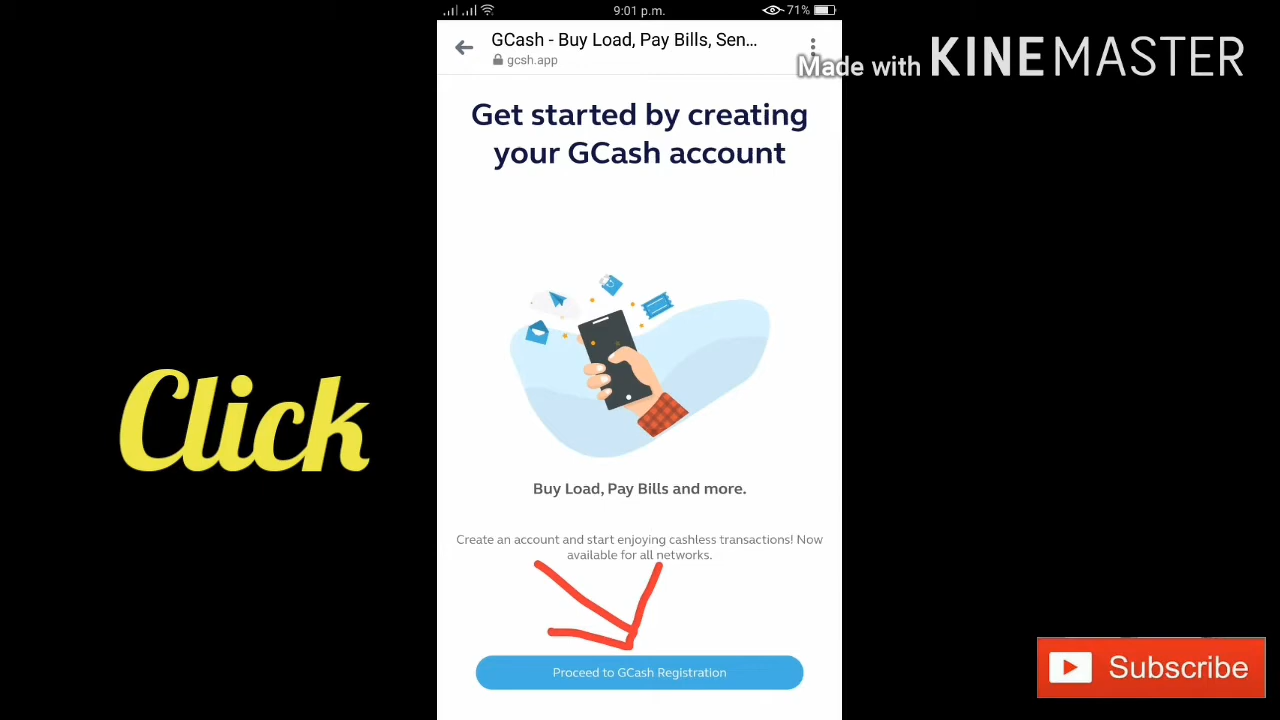 9:01 p.m.
71%
GCash - Buy Load, Pay Bills, Sen...
gcsh.app
Made with KINEMASTER
Get started by creating
your GCash account
Click
Buy Load, Pay Bills and more.
Create an account and start enjoying cashless transactions! Now
available for all networks.
Proceed to GCash Registration
Subscribe